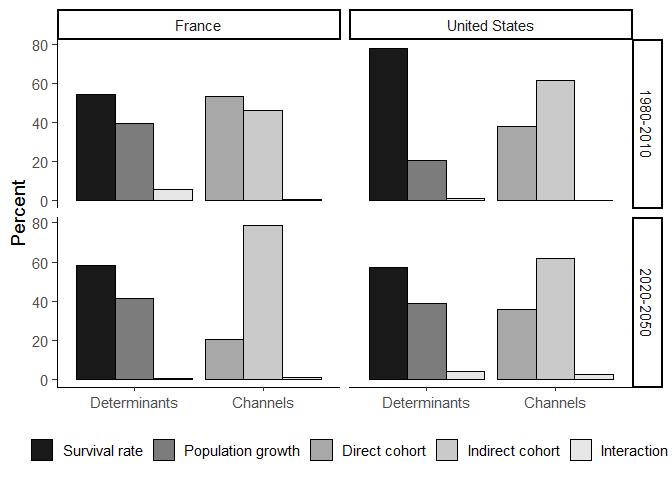 France
United States
80
60
40
20
0
1980-2010
Percent
80
60
40
20
0
2020-2050
Determinants
Channels
Determinants
Channels
Survival rate
Population growth
Direct cohort
Indirect cohort
Interaction